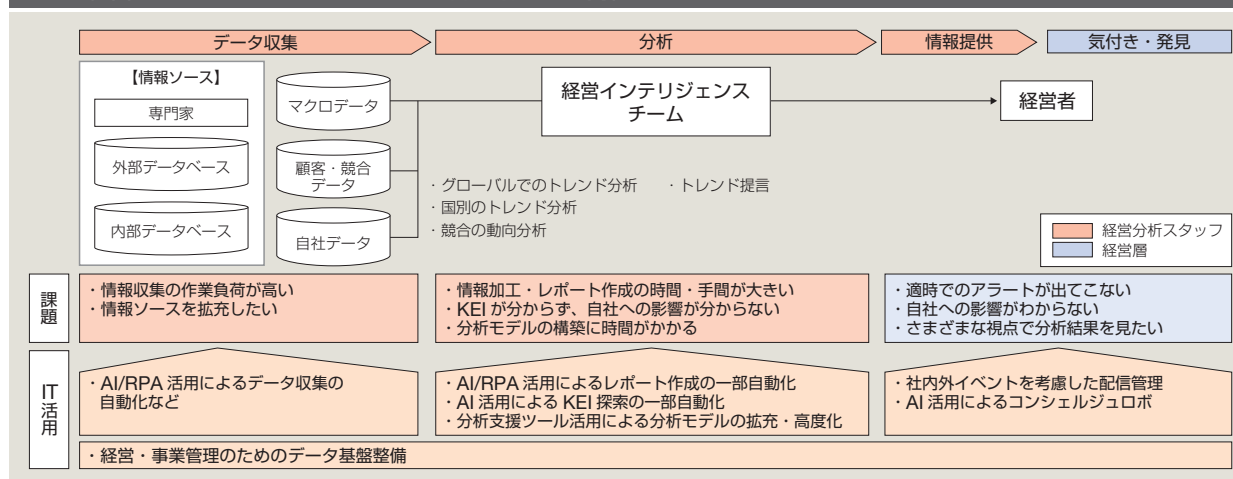 データ収集
分析
情報提供
気付き・発見
【情報ソース】
専門家
外部データベース
内部データベース
マクロデータ
顧客・競合
データ
自社データ
経営インテリジェンス
チーム
経営者
・グローバルでのトレンド分析
・トレンド提言
・国別のトレンド分析
・競合の動向分析
経営分析スタッフ
経営層
課題
・情報収集の作業負荷が高い
・情報ソースを拡充したい
・情報加工・レポート作成の時間・手間が大きい
・KEI が分からず、自社への影響が分からない
・分析モデルの構築に時間がかかる
・適時でのアラートが出てこない
・自社への影響がわからない
・さまざまな視点で分析結果を見たい
IT活用
・AI/RPA 活用によるデータ収集の
自動化など
・AI/RPA 活用によるレポート作成の一部自動化
・AI 活用による KEI 探索の一部自動化
・分析支援ツール活用による分析モデルの拡充・高度化
・社内外イベントを考慮した配信管理
・AI 活用によるコンシェルジュロボ
・経営・事業管理のためのデータ基盤整備